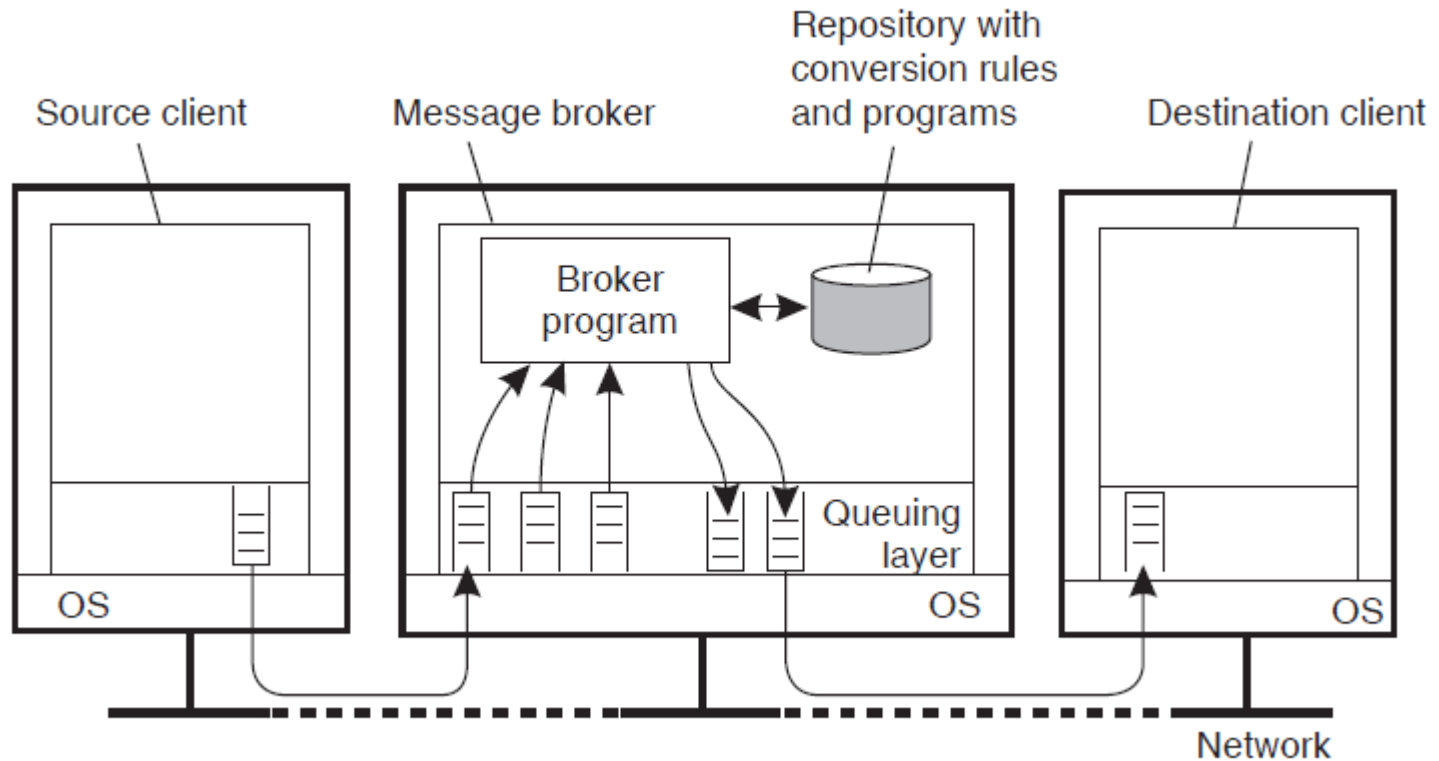 Repository with
conversion rules
and programs
Source client
Message broker
Destination client
Broker
program
Queuing
layer
OS
OS
OS
Network